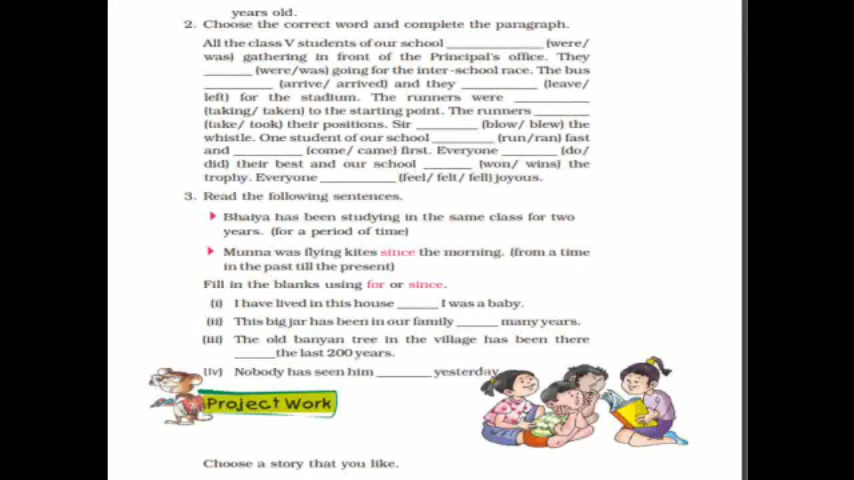 years old.
2. Choose the correct word and complete the paragraph.
All the class V students of our school ______________ (were/
was) gathering in front of the Principal's office. They
_______ (were/was) going for the inter-school race. The bus
__________ (arrive/ arrived) and they ___________ (leave/
left) for the stadium. The runners were ___________
(taking/ taken) to the starting point. The runners ________
(take/ took) their positions. Sir _________ (blow/ blew) the
whistle. One student of our school _________ (run/ran) fast
and __________ (come/ came) first. Everyone _________ (do/
did) their best and our school _______ (won/ wins) the
trophy. Everyone ___________ (feel/ felt/ fell) joyous.
3. Read the following sentences.
Bhaiya has been studying in the same class for two
years. (for a period of time)
Munna was flying kites since the morning. (from a time
in the past till the present)
Fill in the blanks using for or since.
(i) I have lived in this house ______ I was a baby.
(ii) This big jar has been in our family ______ many years.
(iii) The old banyan tree in the village has been there
______the last 200 years.
(iv) Nobody has seen him ________ yesterday.
Project Work
Choose a story that you like.